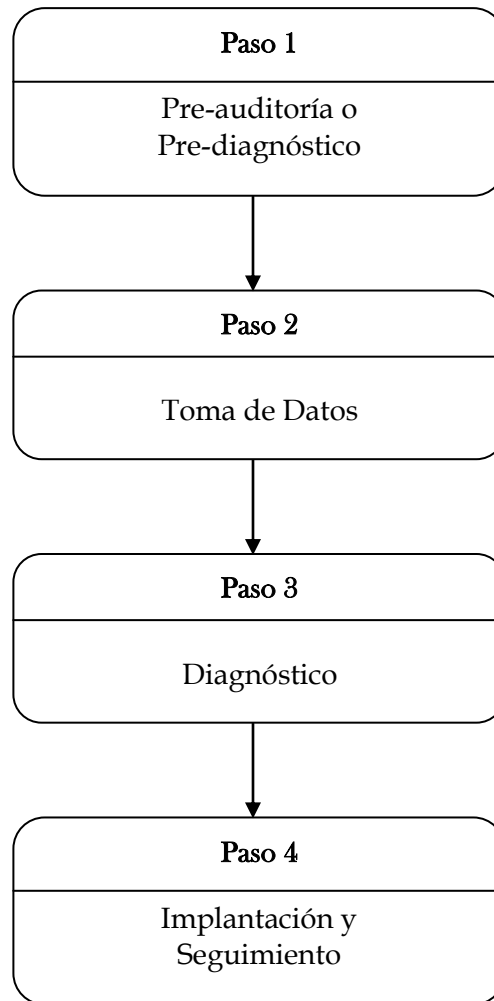 Paso 1
Pre-auditoría o
Pre-diagnóstico
Paso 2
Toma de Datos
Paso 3
Diagnóstico
Paso 4
Implantación y
Seguimiento